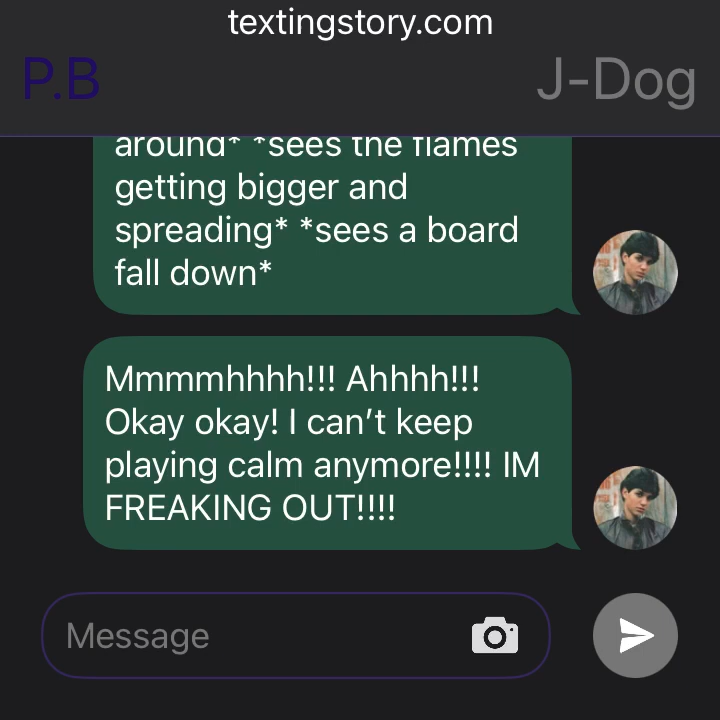 textingstory.com
P.B
J-Dog
around* *sees the flames
getting bigger and
spreading* *sees a board
fall down*
Mmmmhhhh!!! Ahhhh!!!
Okay okay! I can’t keep
playing calm anymore!!!! IM
FREAKING OUT!!!!
Message